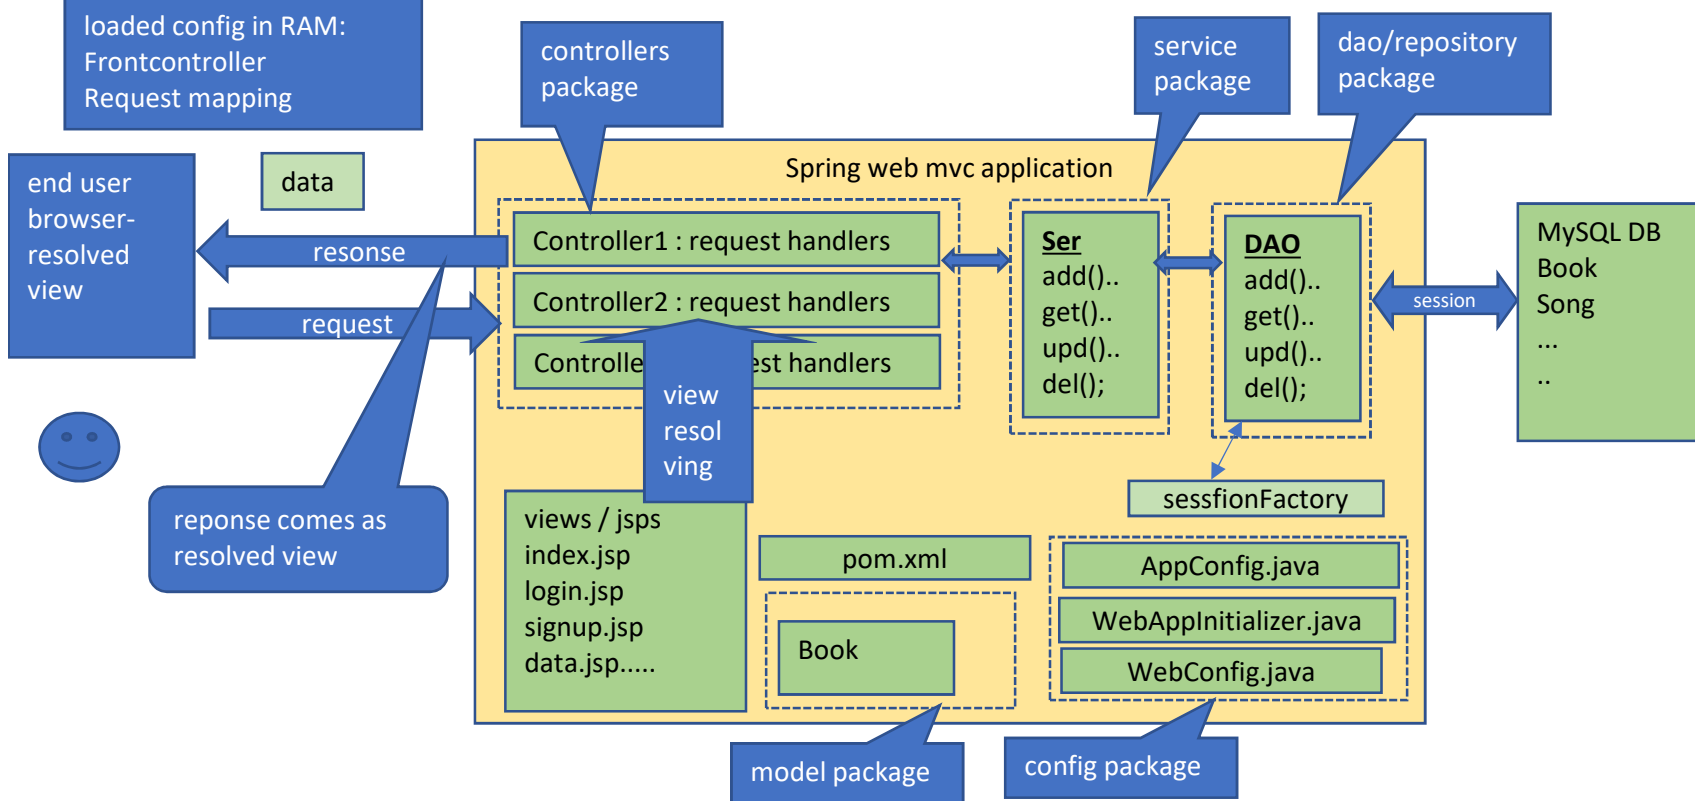 loaded config in RAM:
Frontcontroller
Request mapping
controllers
package
service
package
dao/repository
package
Spring web mvc application
end user
browser-
resolved
view
data
resonse
request
Controller1 : request handlers
Controller2 : request handlers
Controlle est handlers
view
resol
ving
Ser
add()..
get()..
upd()..
del();
DAO
add()..
get()..
upd()..
del();
session
MySQL DB
Book
Song
...
..
sessfionFactory
reponse comes as
resolved view
views / jsps
index.jsp
login.jsp
signup.jsp
data.jsp.....
pom.xml
Book
AppConfig.java
WebAppInitializer.java
WebConfig.java
model package
config package